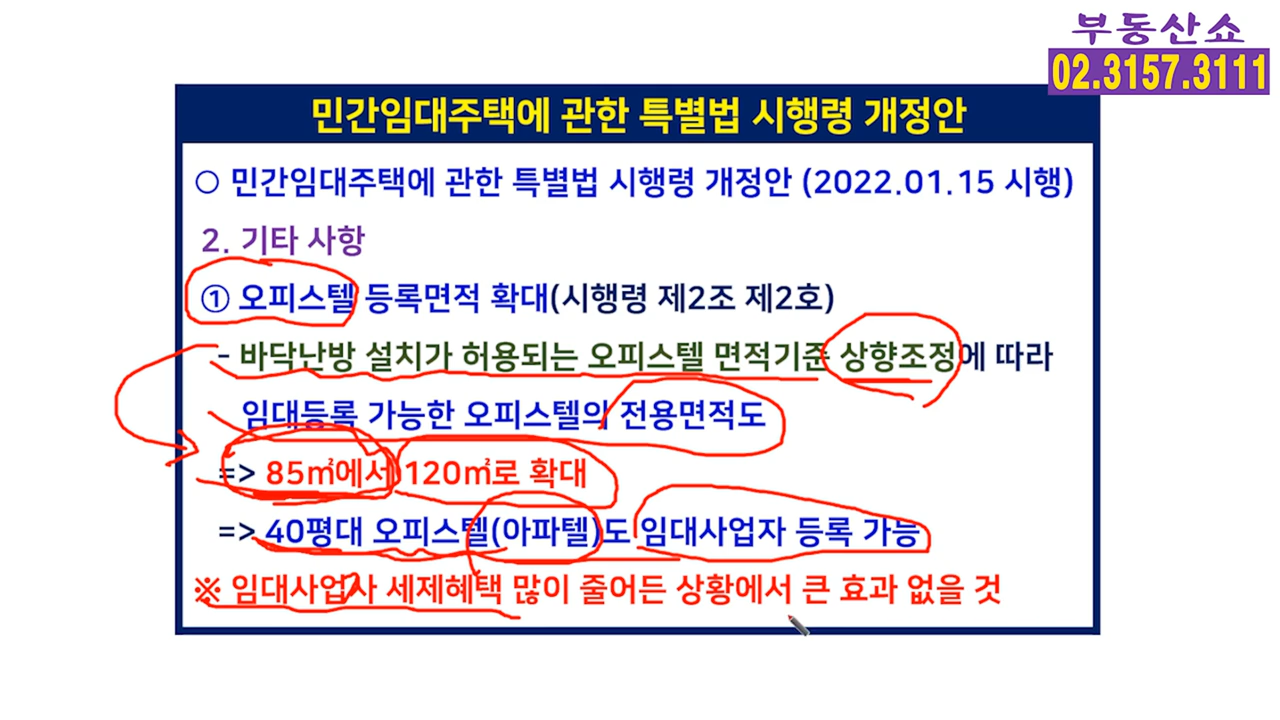 부동산쇼
02.3157.3111
민간임대주택에 관한 특별법 시행령 개정안
○ 민간임대주택에 관한 특별법 시행령 개정안 (2022.01.15 시행)
2. 기타 사항
① 오피스텔 등록면적 확대(시행령 제2조 제2호)
- 바닥난방 설치가 허용되는 오피스텔 면적기준 상향조정에 따라
임대등록 가능한 오피스텔의 전용면적도
=> 85㎡에서 120㎡로 확대
=> 40평대 오피스텔(아파텔)도 임대사업자 등록 가능
※ 임대사업자 세제혜택 많이 줄어든 상황에서 큰 효과 없을 것